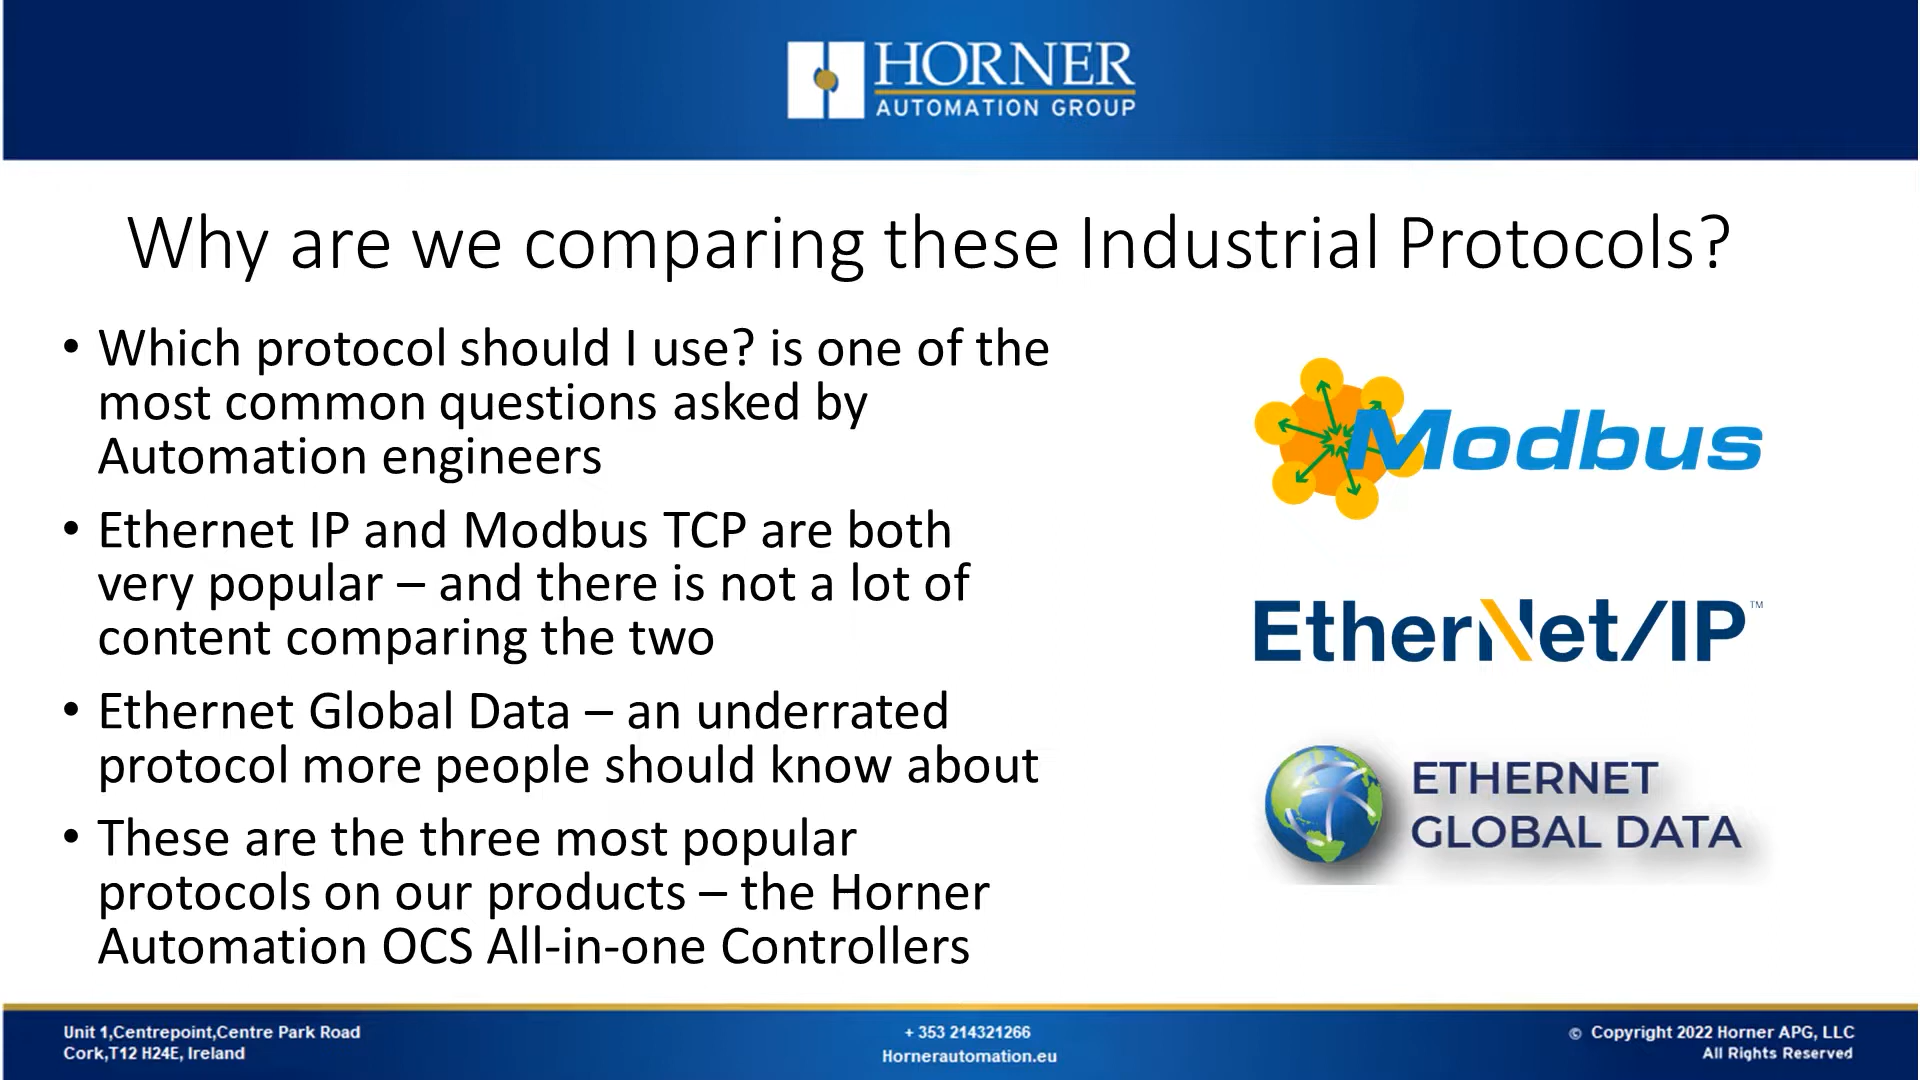 HORNER
AUTOMATION GROUP
Why are we comparing these Industrial Protocols?
• Which protocol should I use? is one of the
most common questions asked by
Automation engineers
• Ethernet IP and Modbus TCP are both
very popular – and there is not a lot of
content comparing the two
• Ethernet Global Data – an underrated
protocol more people should know about
• These are the three most popular
protocols on our products – the Horner
Automation OCS All-in-one Controllers
Modbus
EtherNet/IP™
ETHERNET
GLOBAL DATA
Unit 1,Centrepoint,Centre Park Road
Cork,T12 H24E, Ireland
+ 353 214321266
Hornerautomation.eu
© Copyright 2022 Horner APG, LLC
All Rights Reserved